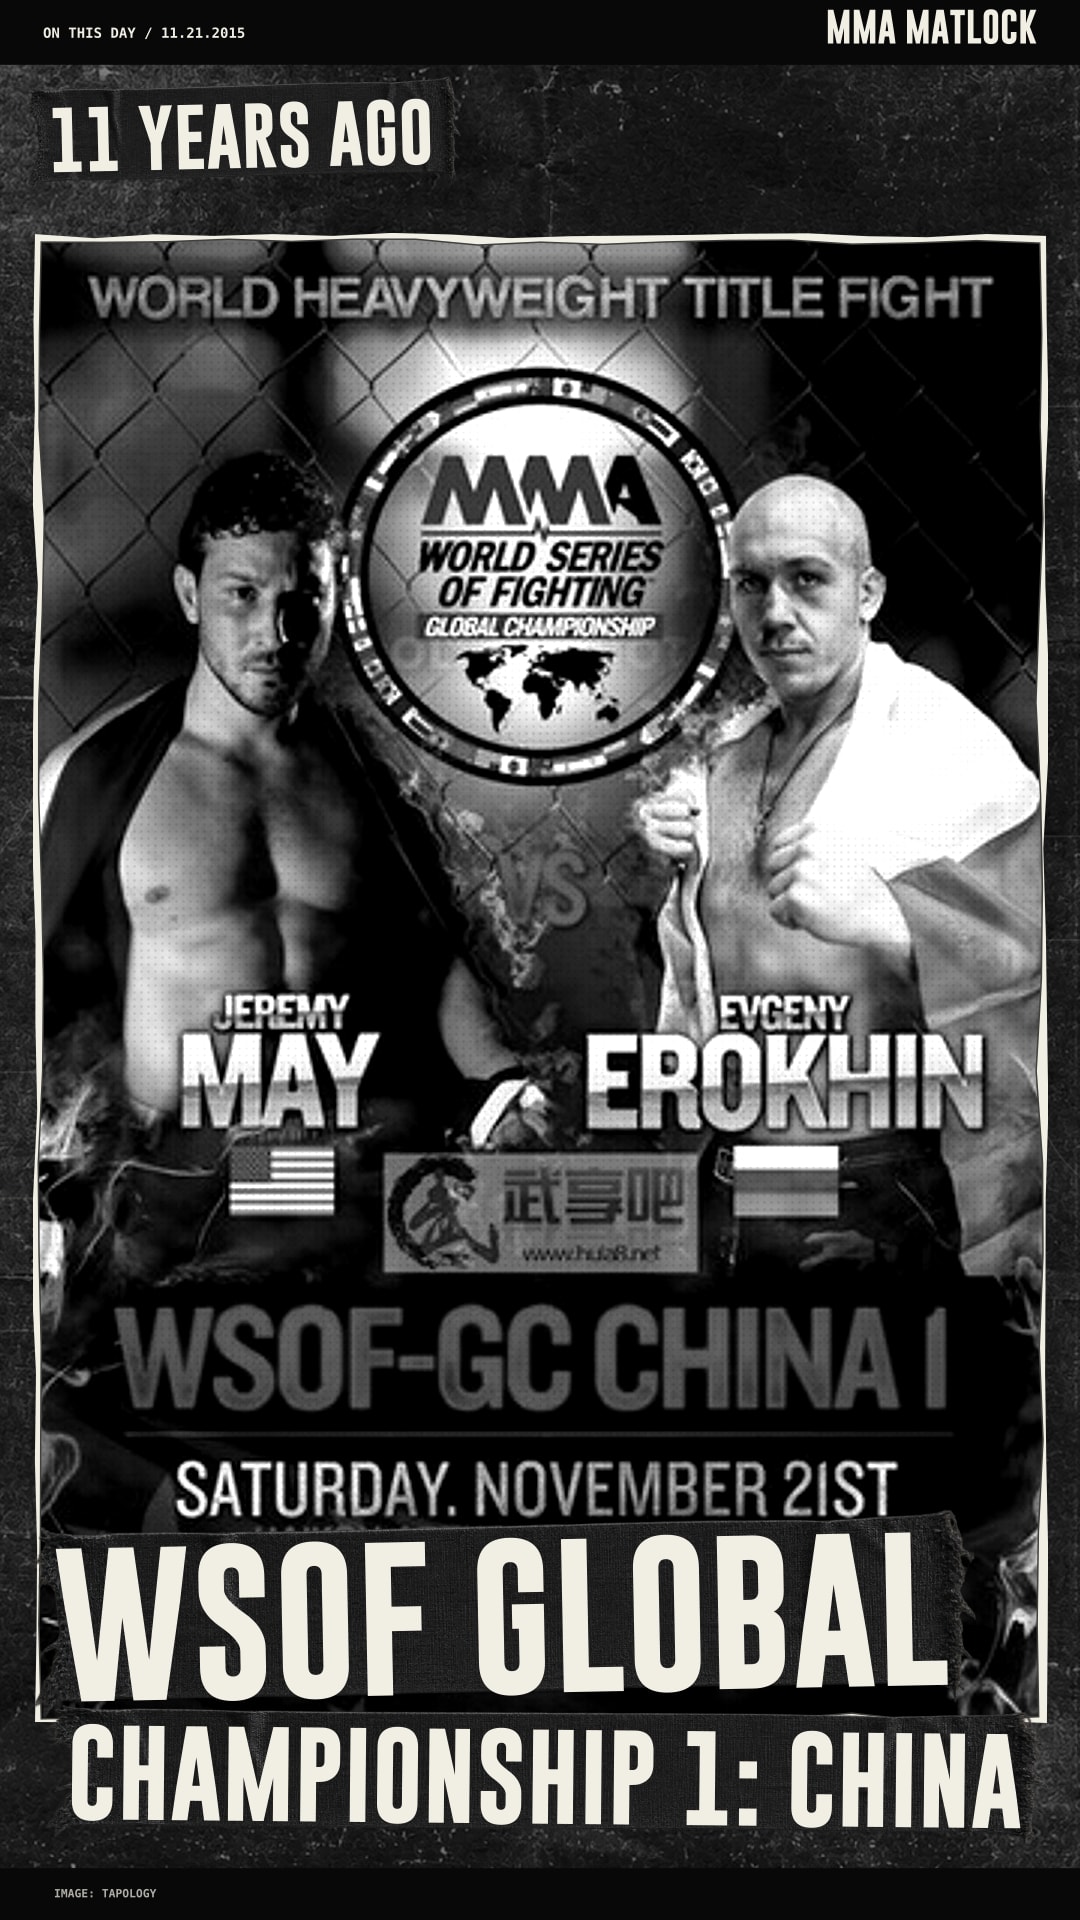 ON THIS DAY / 11.21.2015
MMA MATLOCK
11 YEARS AGO
WORLD HEAVYWEIGHT TITLE FIGHT
MMA
WORLD SERIES
OF FIGHTING
GLOBAL CHAMPIONSHIP
VS
JEREMY
MAY
EVGENY
EROKHIN
武享吧
www.hula8.net
WSOF-GC CHINA 1
SATURDAY. NOVEMBER 21ST
WSOF GLOBAL
CHAMPIONSHIP 1: CHINA
IMAGE: TAPOLOGY